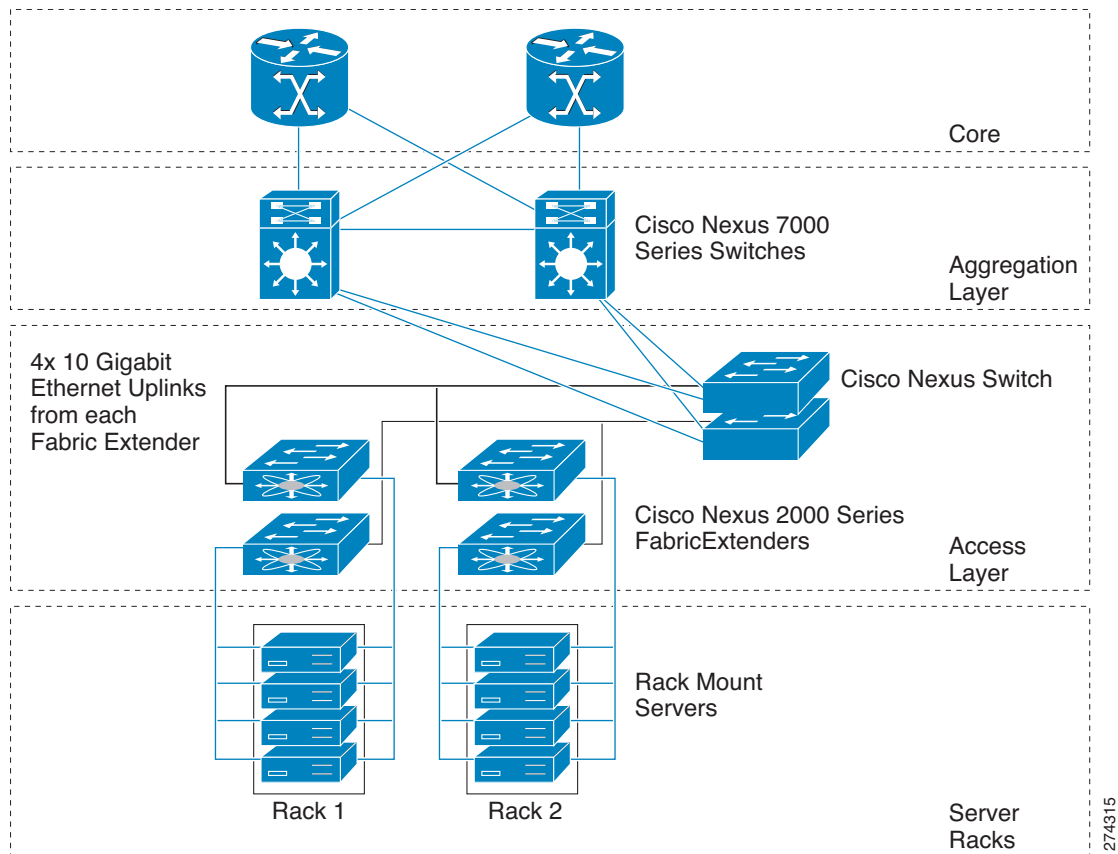 Core
Cisco Nexus 7000
Series Switches
Aggregation
Layer
4x 10 Gigabit
Ethernet Uplinks
from each
Fabric Extender
Cisco Nexus Switch
Cisco Nexus 2000 Series
FabricExtenders
Access
Layer
Rack Mount
Servers
Rack 1
Rack 2
Server
Racks
274315